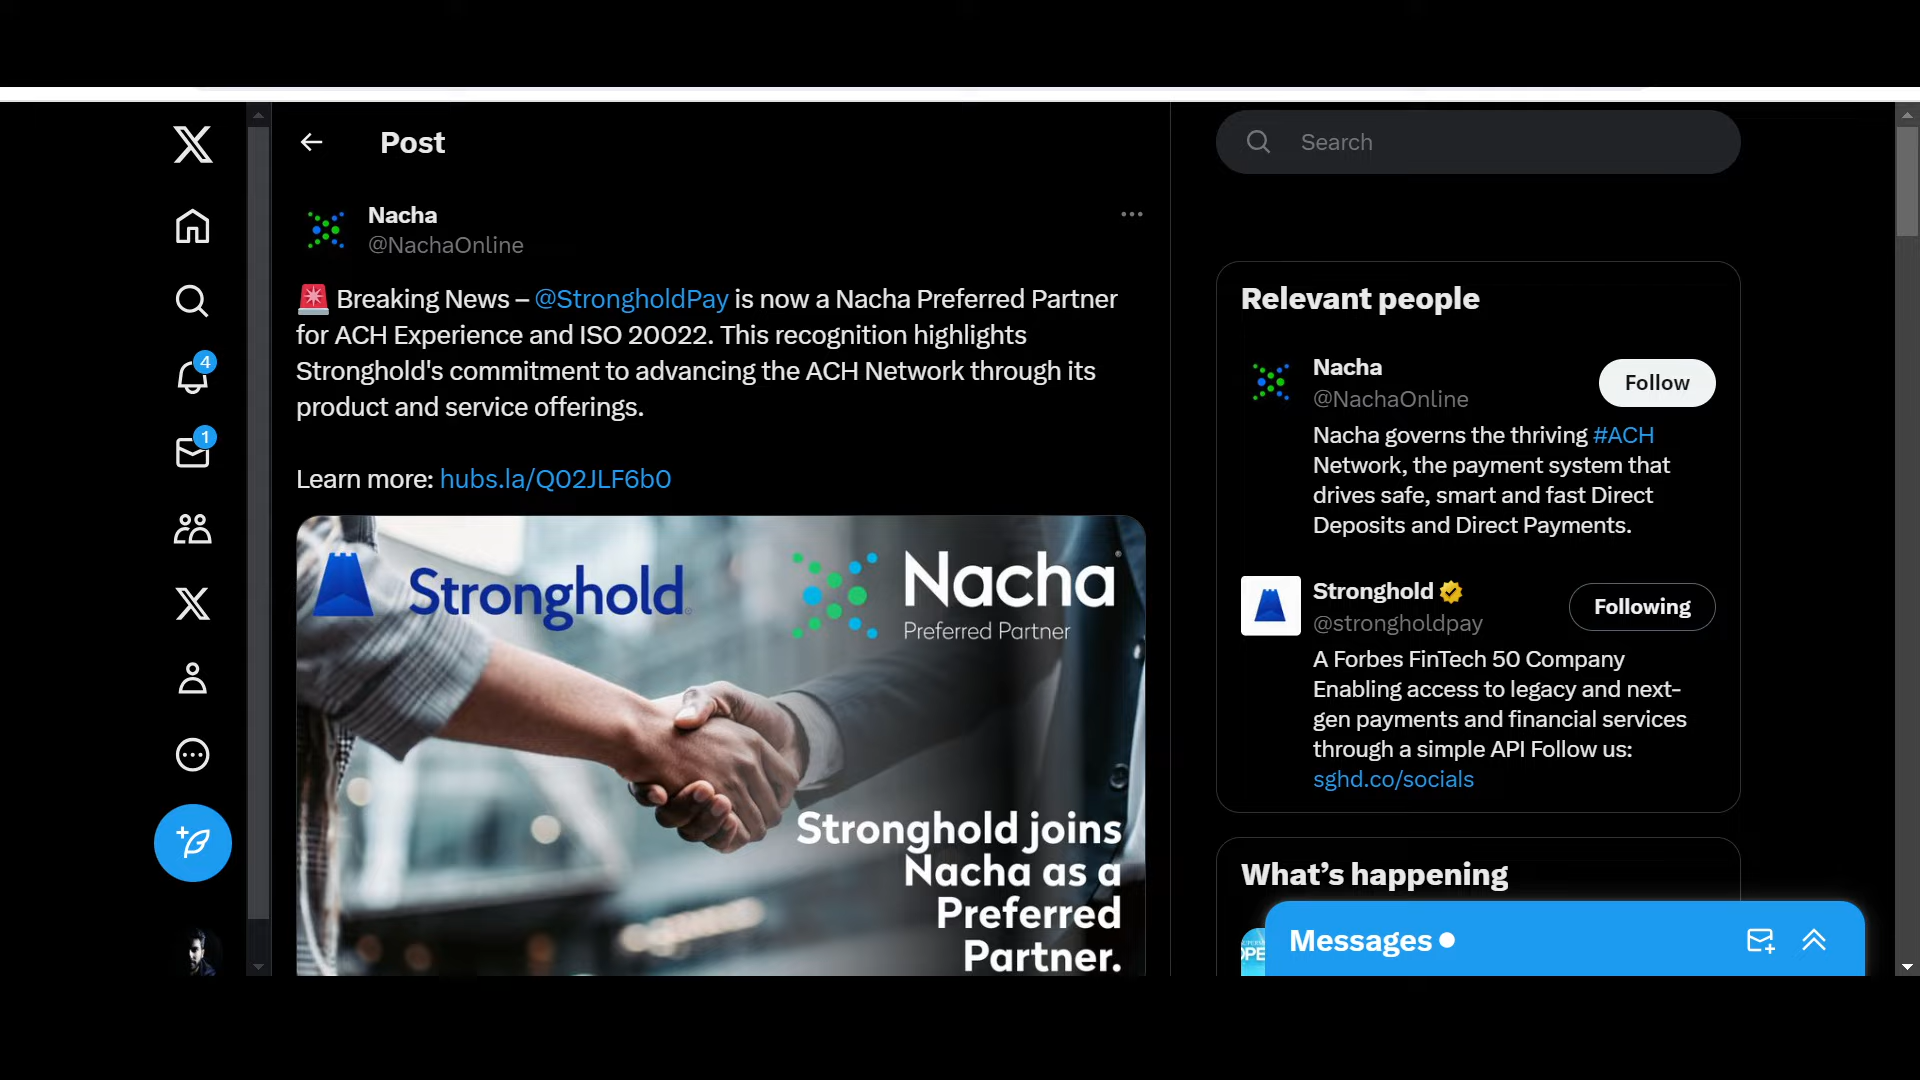 Post
Search
Nacha
@NachaOnline
🚨 Breaking News – @StrongholdPay is now a Nacha Preferred Partner
for ACH Experience and ISO 20022. This recognition highlights
Stronghold's commitment to advancing the ACH Network through its
product and service offerings.
Learn more: hubs.la/Q02JLF6b0
Stronghold
Nacha
Preferred Partner
Stronghold joins
Nacha as a
Preferred
Partner.
4
1
Relevant people
Nacha
@NachaOnline
Follow
Nacha governs the thriving #ACH
Network, the payment system that
drives safe, smart and fast Direct
Deposits and Direct Payments.
Stronghold
@strongholdpay
Following
A Forbes FinTech 50 Company
Enabling access to legacy and next-
gen payments and financial services
through a simple API Follow us:
sghd.co/socials
What's happening
Messages